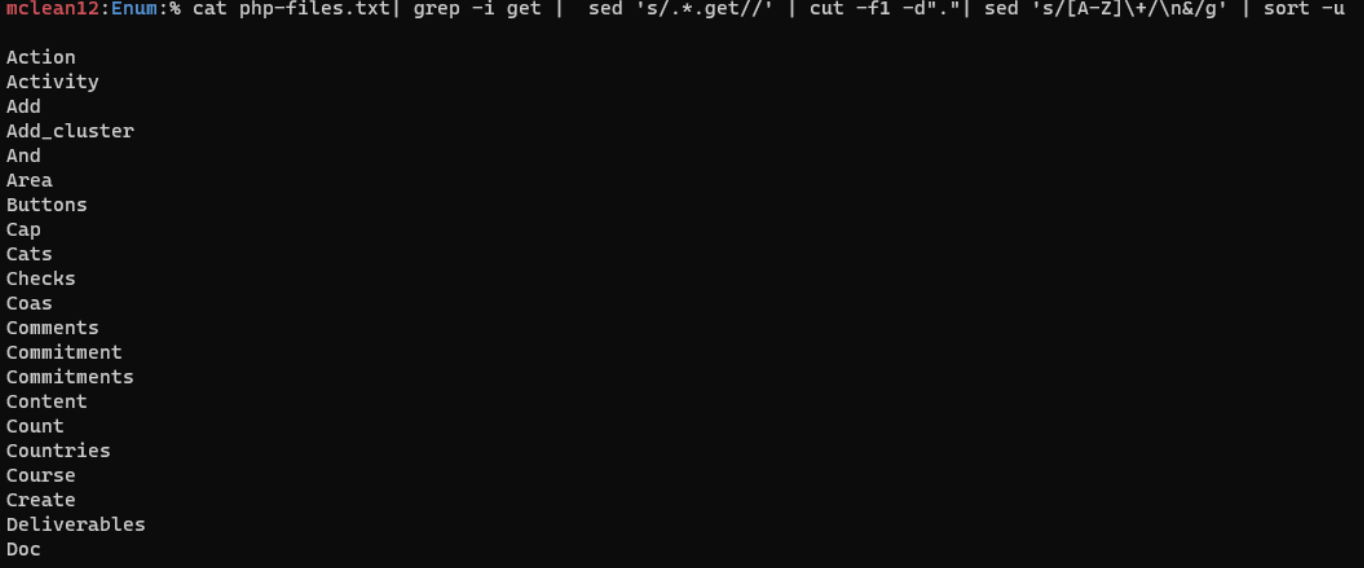 mclean12:Enum:% cat php-files.txt| grep -i get |  sed 's/.*.get//' | cut -f1 -d"."| sed 's/[A-Z]\+/\n&/g' | sort -u
Action
Activity
Add
Add_cluster
And
Area
Buttons
Cap
Cats
Checks
Coas
Comments
Commitment
Commitments
Content
Count
Countries
Course
Create
Deliverables
Doc